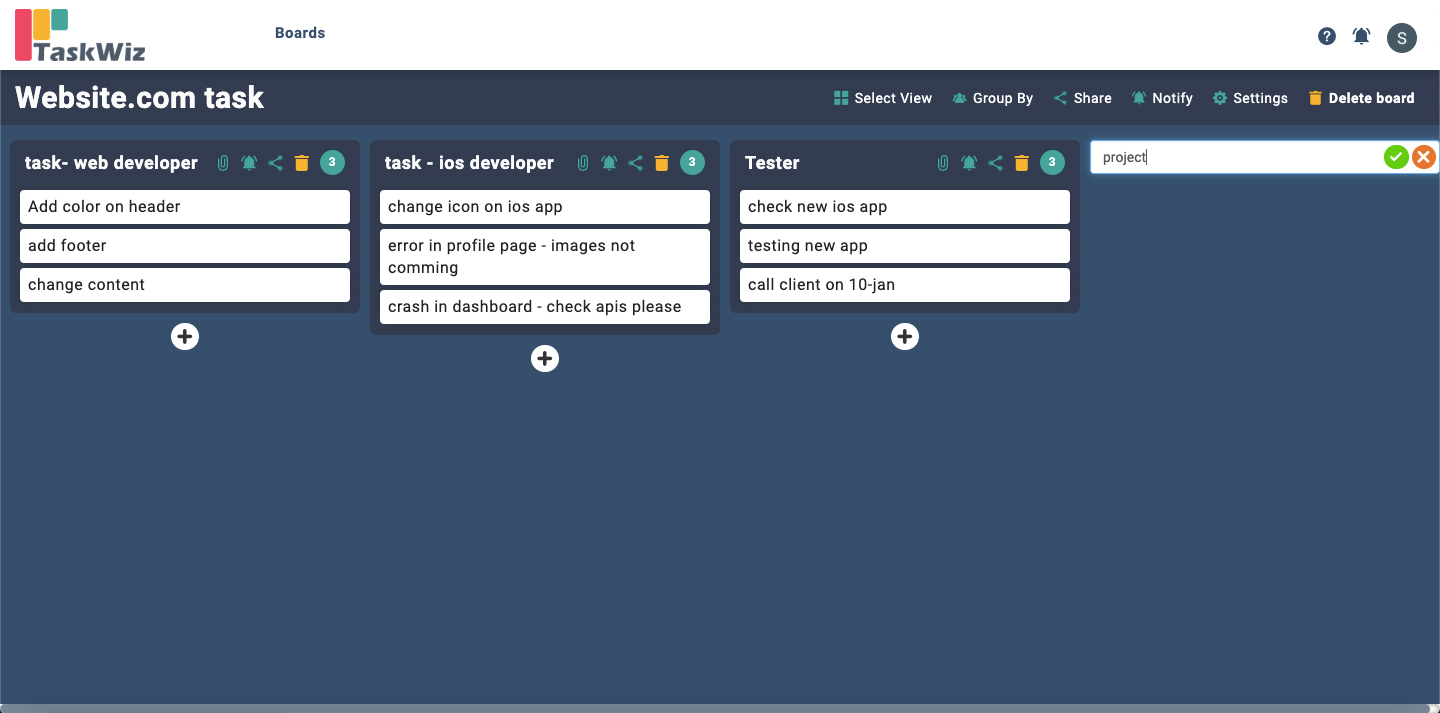 TaskWiz
Boards
?
S
Website.com task
Select View
Group By
Share
Notify
Settings
Delete board
task- web developer
3
Add color on header
add footer
change content
task - ios developer
3
change icon on ios app
error in profile page - images not
comming
crash in dashboard - check apis please
Tester
3
check new ios app
testing new app
call client on 10-jan
project